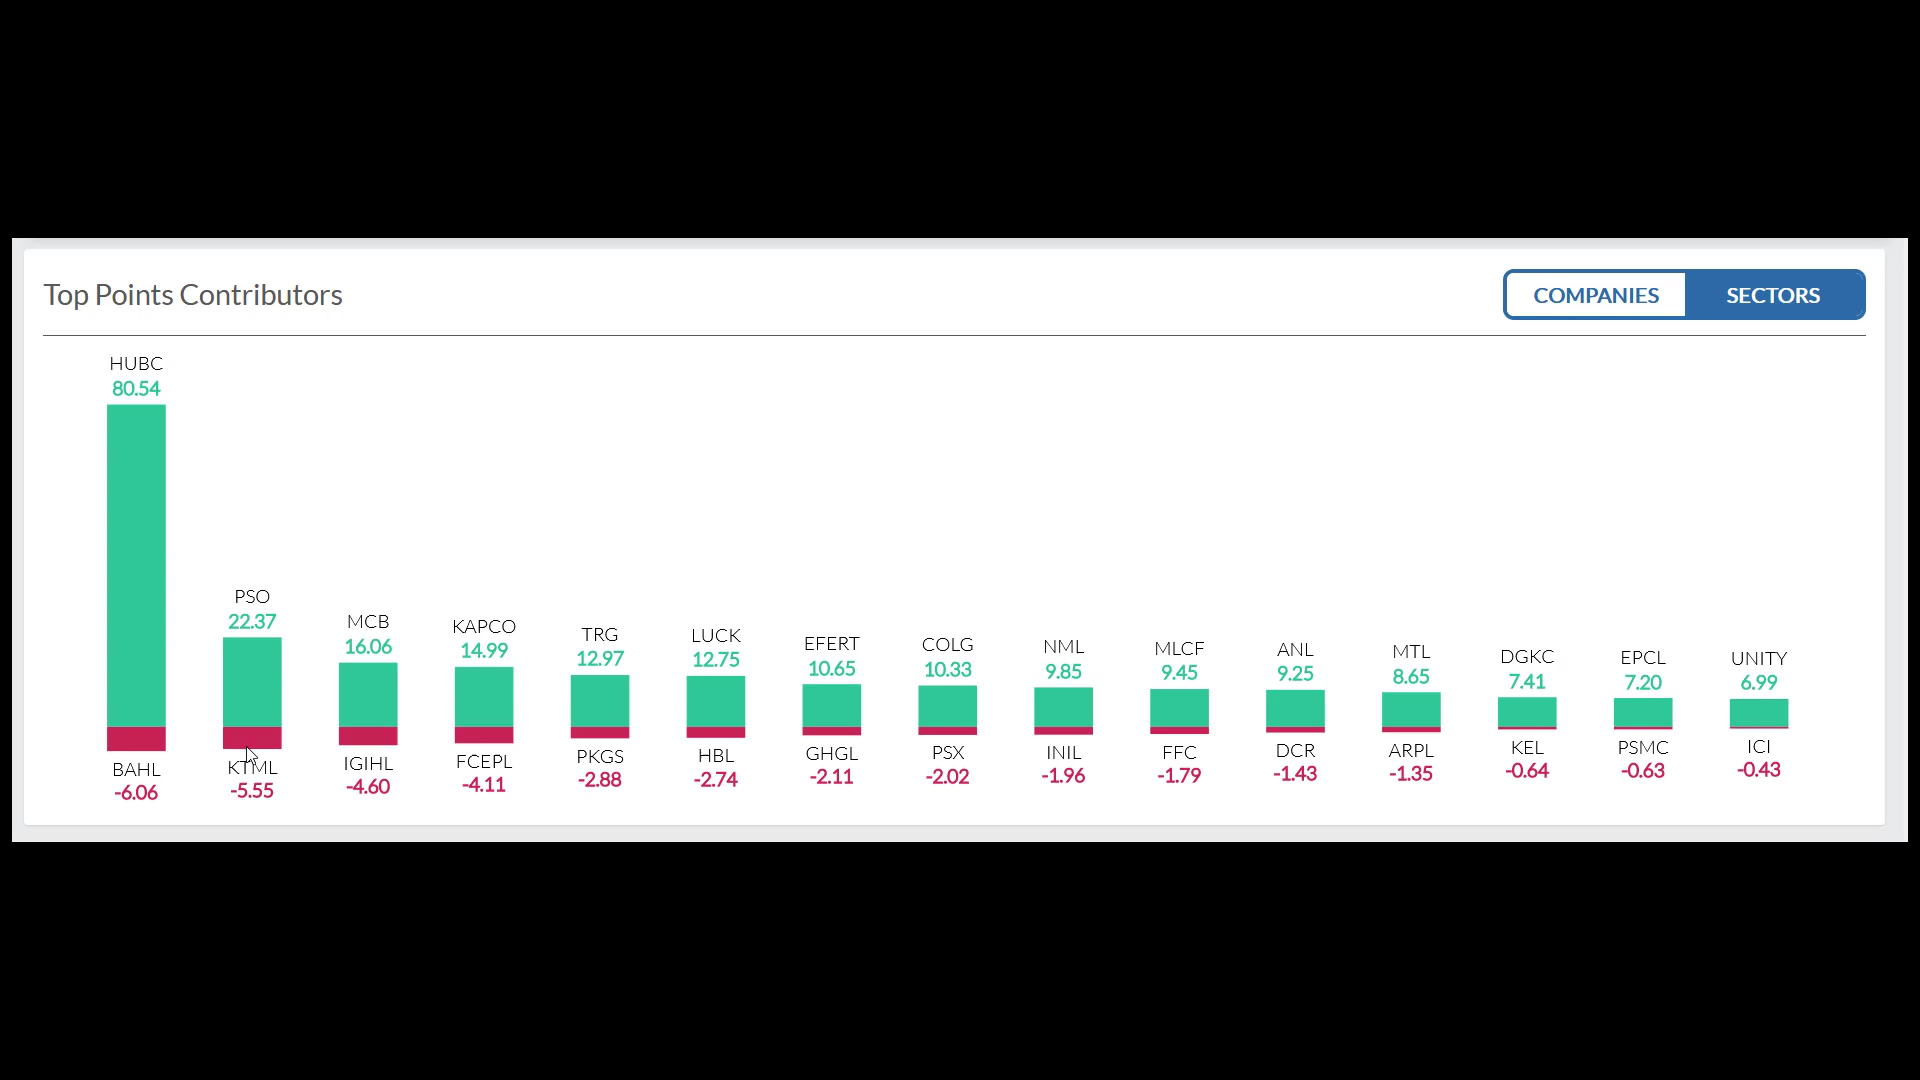 Top Points Contributors
COMPANIES
SECTORS
HUBC
80.54
PSO
22.37
MCB
16.06
KAPCO
14.99
TRG
12.97
LUCK
12.75
EFERT
10.65
COLG
10.33
NML
9.85
MLCF
9.45
ANL
9.25
MTL
8.65
DGKC
7.41
EPCL
7.20
UNITY
6.99
BAHL
-6.06
KTML
-5.55
IGIHL
-4.60
FCEPL
-4.11
PKGS
-2.88
HBL
-2.74
GHGL
-2.11
PSX
-2.02
INIL
-1.96
FFC
-1.79
DCR
-1.43
ARPL
-1.35
KEL
-0.64
PSMC
-0.63
ICI
-0.43